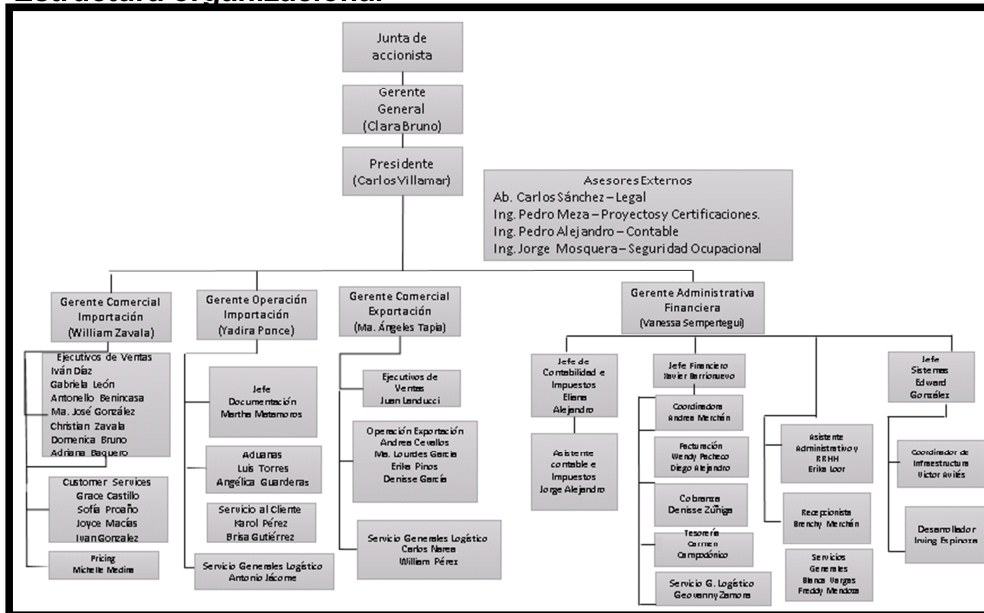 Estructura organizacional
Junta de
accionista
Gerente
General
(Clara Bruno)
Presidente
(Carlos Villamar)
Asesores Externos
Ab. Carlos Sánchez – Legal
Ing. Pedro Meza – Proyectos y Certificaciones.
Ing. Pedro Alejandro – Contable
Ing. Jorge Mosquera – Seguridad Ocupacional
Gerente Comercial
Importación
(William Zavala)
Ejecutivos de Ventas
Iván Díaz
Gabriela León
Antonello Benincasa
Ma. José González
Christian Zavala
Domenica Bruno
Adriana Baquero
Customer Services
Grace Castillo
Sofía Proaño
Joyce Macías
Ivan Gonzalez
Pricing
Michelle Medina
Gerente Operación
Importación
(Yadira Ponce)
Jefe
Documentación
Martha Matamoros
Aduanas
Luis Torres
Angélica Guarderas
Servicio al Cliente
Karol Pérez
Brisa Gutiérrez
Servicio Generales Logístico
Antonio Jácome
Gerente Comercial
Exportación
(Ma. Ángeles Tapia)
Ejecutivos de
Ventas
Juan Landucci
Operación Exportación
Andrea Cevallos
Ma. Lourdes García
Erika Pinos
Denisse García
Servicio Generales Logístico
Carlos Narea
William Pérez
Gerente Administrativa
Financiera
(Vanessa Sempertegui)
Jefe de
Contabilidad e
Impuestos
Eliana
Alejandro
Asistente
contable e
Impuestos
Jorge Alejandro
Jefe Financiero
Xavier Barrionuevo
Coordinadora
Andrea Merchán
Facturación
Wendy Pacheco
Diego Alejandro
Cobranza
Denisse Zúñiga
Tesorería
Carmen
Campodónico
Servicio G. Logístico
Geovanny Zamora
Asistente
Administrativo y
RRHH
Erika Loor
Recepcionista
Brenchy Merchán
Servicios
Generales
Blanca Vargas
Freddy Mendoza
Jefe
Sistemas
Edward
González
Coordinador de
Infraestructura
Victor Avilés
Desarrollador
Irving Espinoza